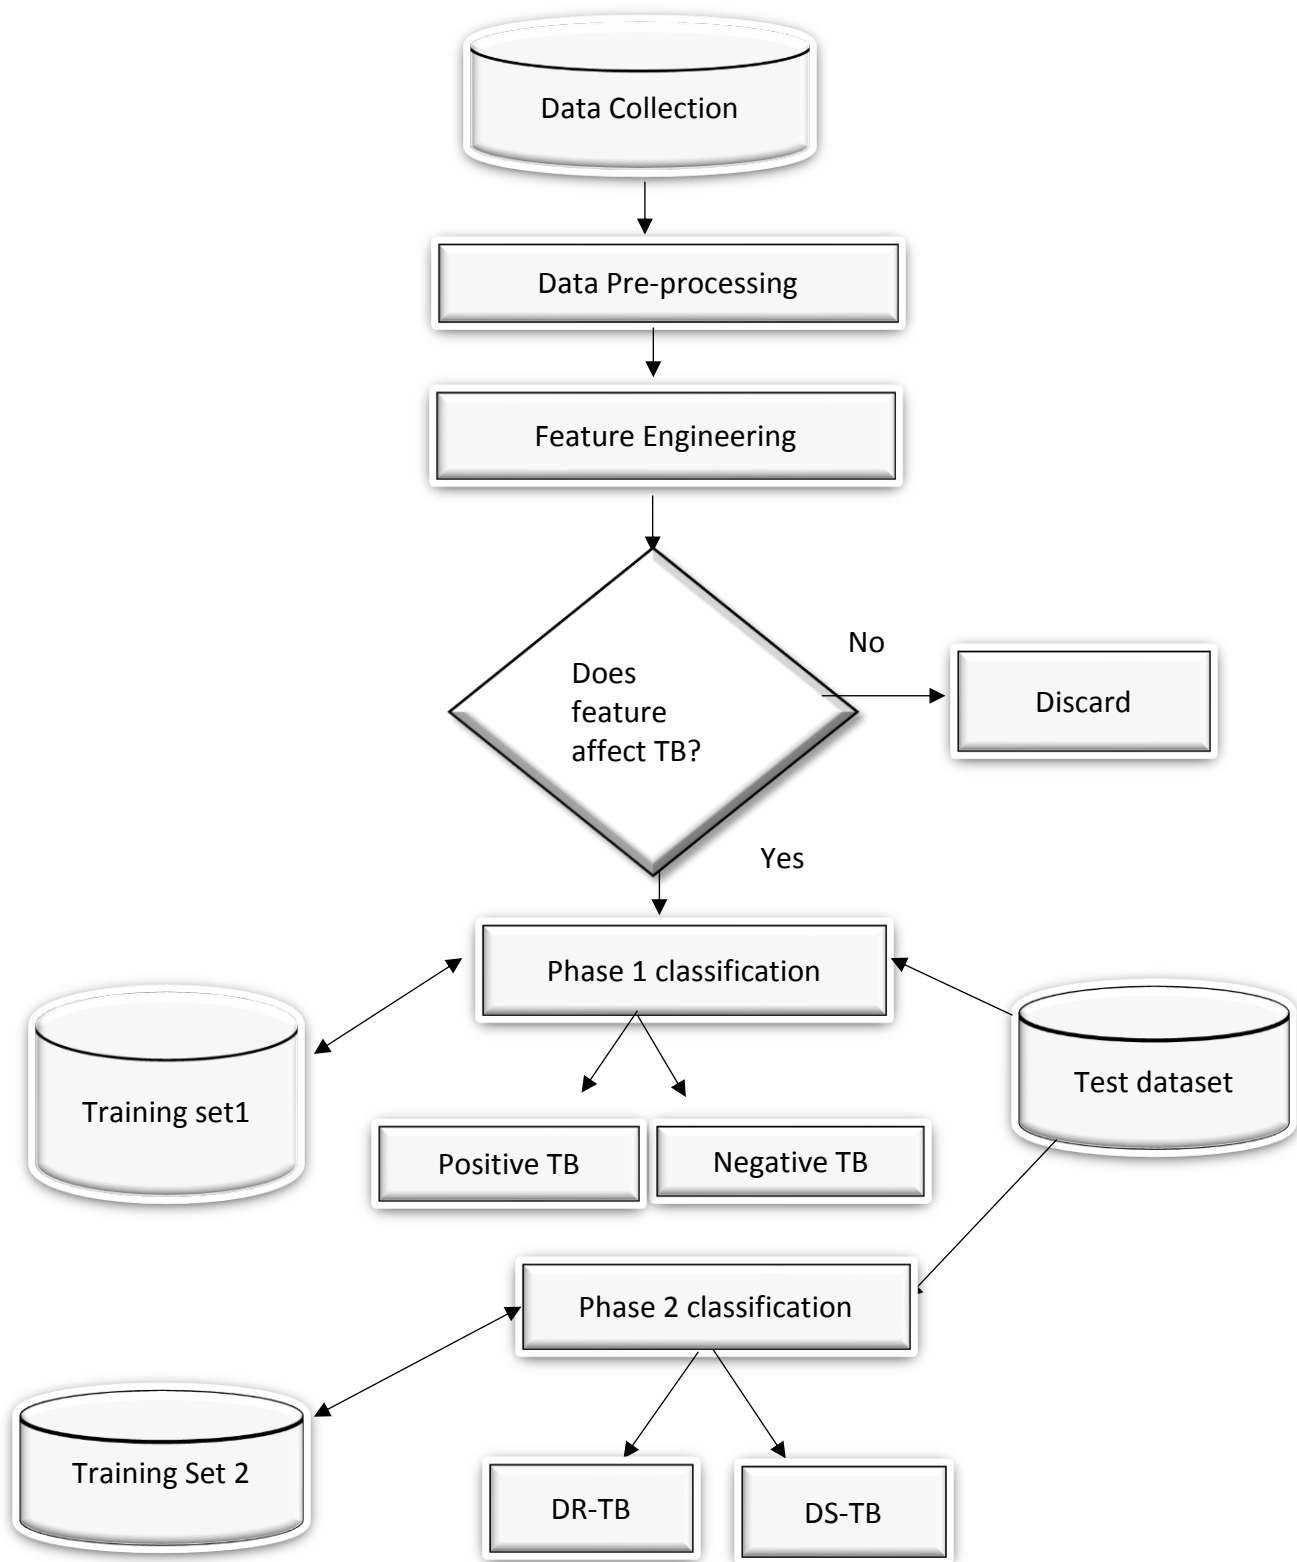 Data Collection
Data Pre-processing
Feature Engineering
Does
feature
affect TB?
No
Discard
Yes
Phase 1 classification
Training set1
Test dataset
Positive TB
Negative TB
Phase 2 classification
Training Set 2
DR-TB
DS-TB